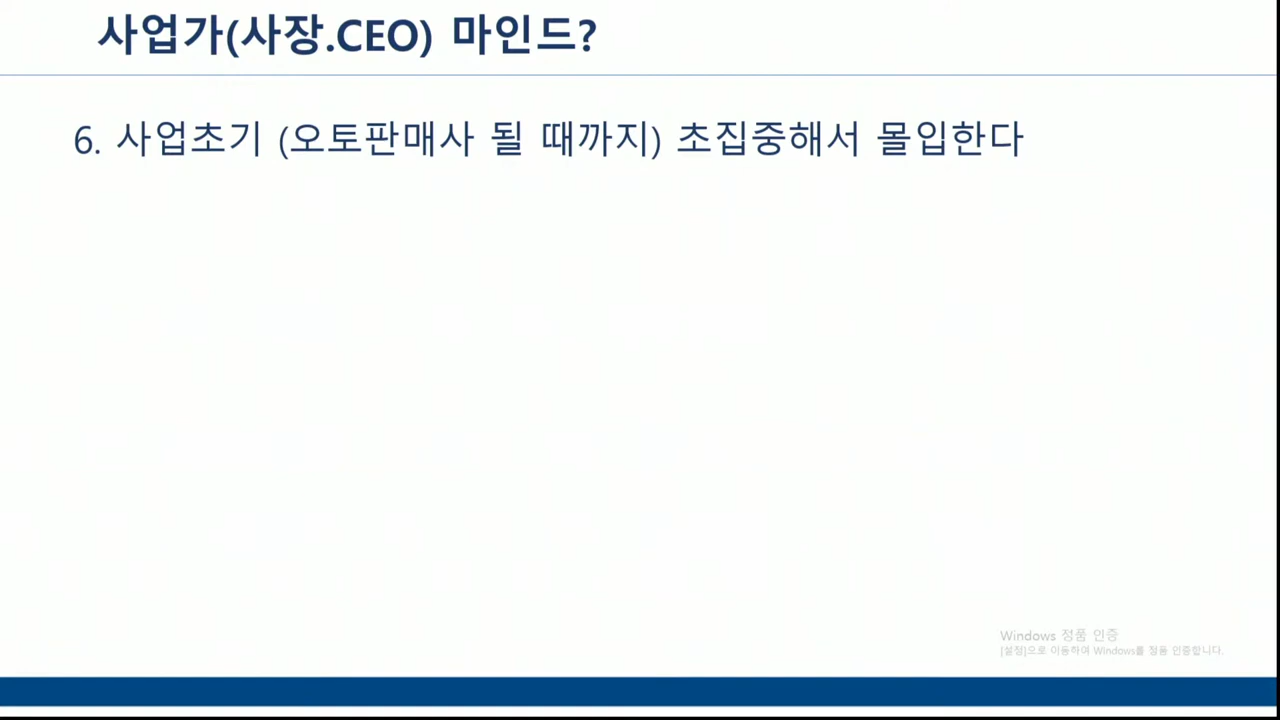 사업가(사장.CEO) 마인드?
6. 사업초기 (오토판매사 될 때까지) 초집중해서 몰입한다
Windows 정품 인증
[설정]으로 이동하여 Windows를 정품 인증합니다.